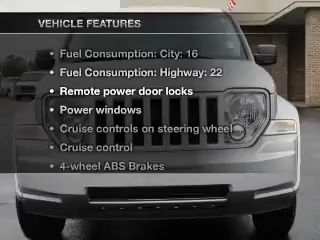 VEHICLE FEATURES
• Fuel Consumption: City: 16
• Fuel Consumption: Highway: 22
• Remote power door locks
• Power windows
• Cruise controls on steering wheel
• Cruise control
• 4-wheel ABS Brakes